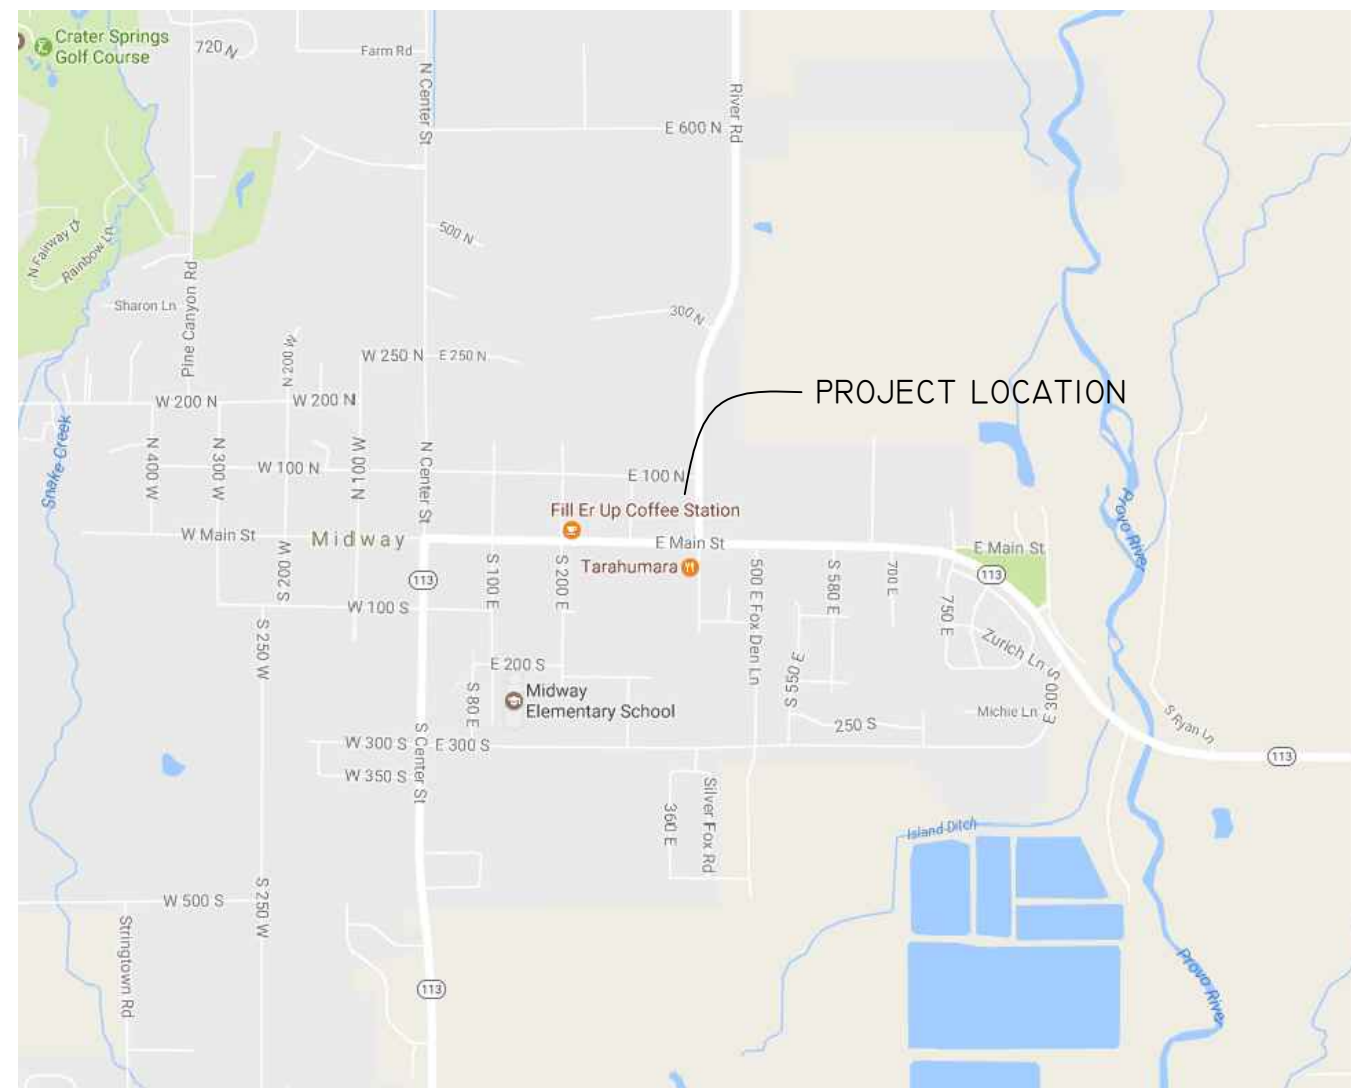 Crater Springs
Golf Course
720 N
Farm Rd
N Center St
River Rd
E 600 N
N Fairway Dr
Rainbow Ln
500 N
Pine Canyon Rd
Sharon Ln
300 N
N 200 W
W 250 N
E 250 N
PROJECT LOCATION
W 200 N
W 200 N
Snake Creek
N 400 W
N 300 W
W 100 N
N 100 W
N Center St
E 100 N
Fill Er Up Coffee Station
Provo River
W Main St
Midway
E Main St
E Main St
S 200 W
113
S 100 E
S 200 E
Tarahumara
500 E
Fox Den Ln
S 580 E
700 E
113
750 E
W 100 S
S 250 W
Zurich Ln
E 200 S
S 550 E
S 80 E
Midway
Elementary School
E 300 S
Michie Ln
250 S
S Ryan Ln
W 300 S
E 300 S
S Center St
113
W 350 S
360 E
Silver Fox Rd
Island Ditch
W 500 S
S 250 W
Stringtown Rd
113
Provo River